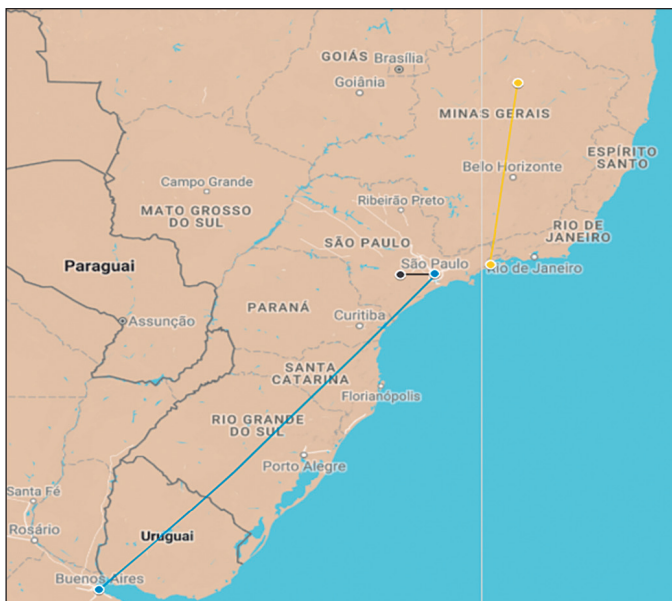 GOIÁS
Brasília
Goiânia
MINAS GERAIS
ESPÍRITO
SANTO
Belo Horizonte
Campo Grande
Ribeirão Preto
MATO GROSSO
DO SUL
RIO DE
JANEIRO
SÃO PAULO
Paraguai
São Paulo
Rio de Janeiro
PARANÁ
Assunção
Curitiba
SANTA
CATARINA
Florianópolis
RIO GRANDE
DO SUL
Porto Alegre
Santa Fé
Rosário
Uruguai
Buenos Aires